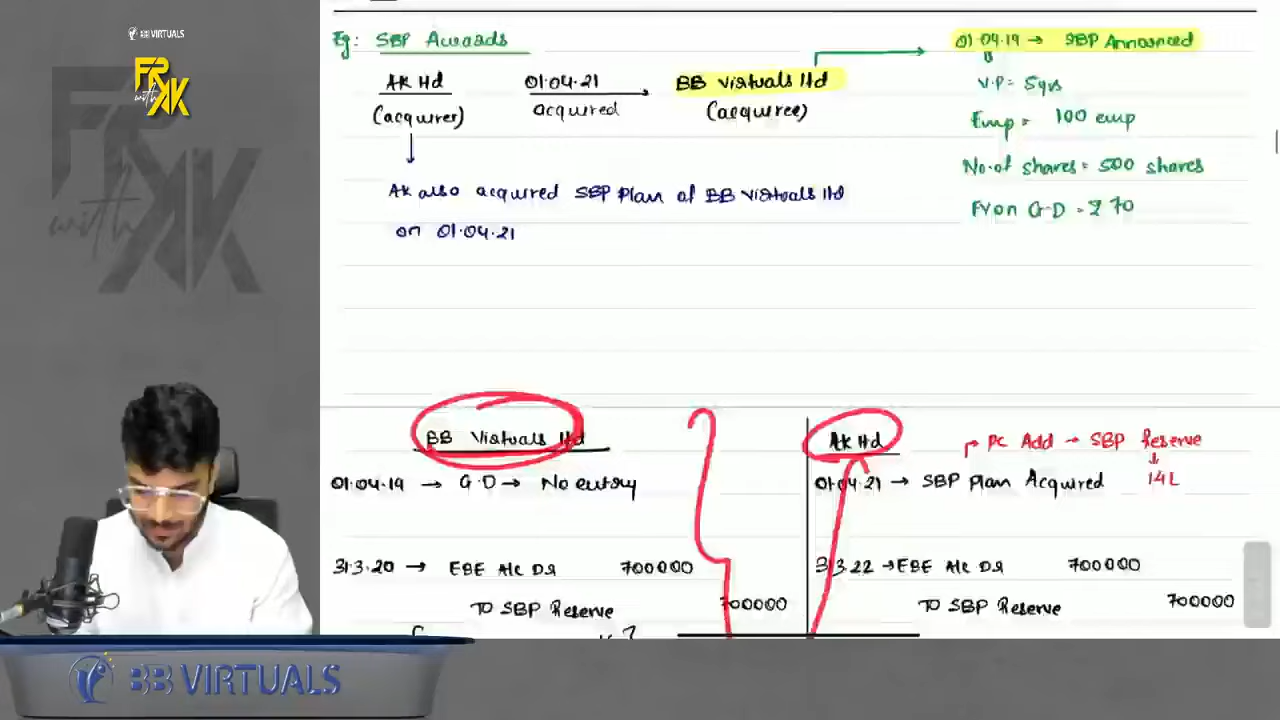 BB VIRTUALS
FR
with AK
FR
with AK
Eg: SBP Awards
AK ltd 01.04.21 BB Virtuals ltd
(acquirer) acquired (acquiree)
01.04.19 → SBP Announced
V.P = 5yrs
Emp = 100 emp
No. of shares = 500 shares
FV on G.D = ₹ 70
AK also acquired SBP Plan of BB Virtuals ltd
on 01.04.21
BB Virtuals ltd
01.04.19 → G.D → No entry
31.3.20 → EBE A/c Dr 700000
TO SBP Reserve 700000
AK ltd
PC Add → SBP Reserve
14L
01.04.21 → SBP Plan Acquired
31.3.22 → EBE A/c Dr 700000
TO SBP Reserve 700000
BB VIRTUALS